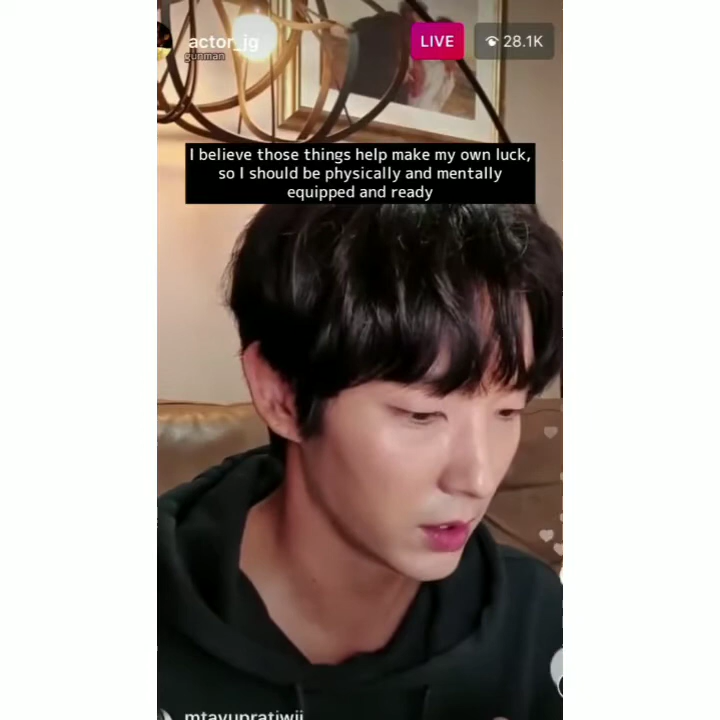 actor_jg
gunman
LIVE
28.1K
I believe those things help make my own luck,
so I should be physically and mentally
equipped and ready
mtayupratiwii